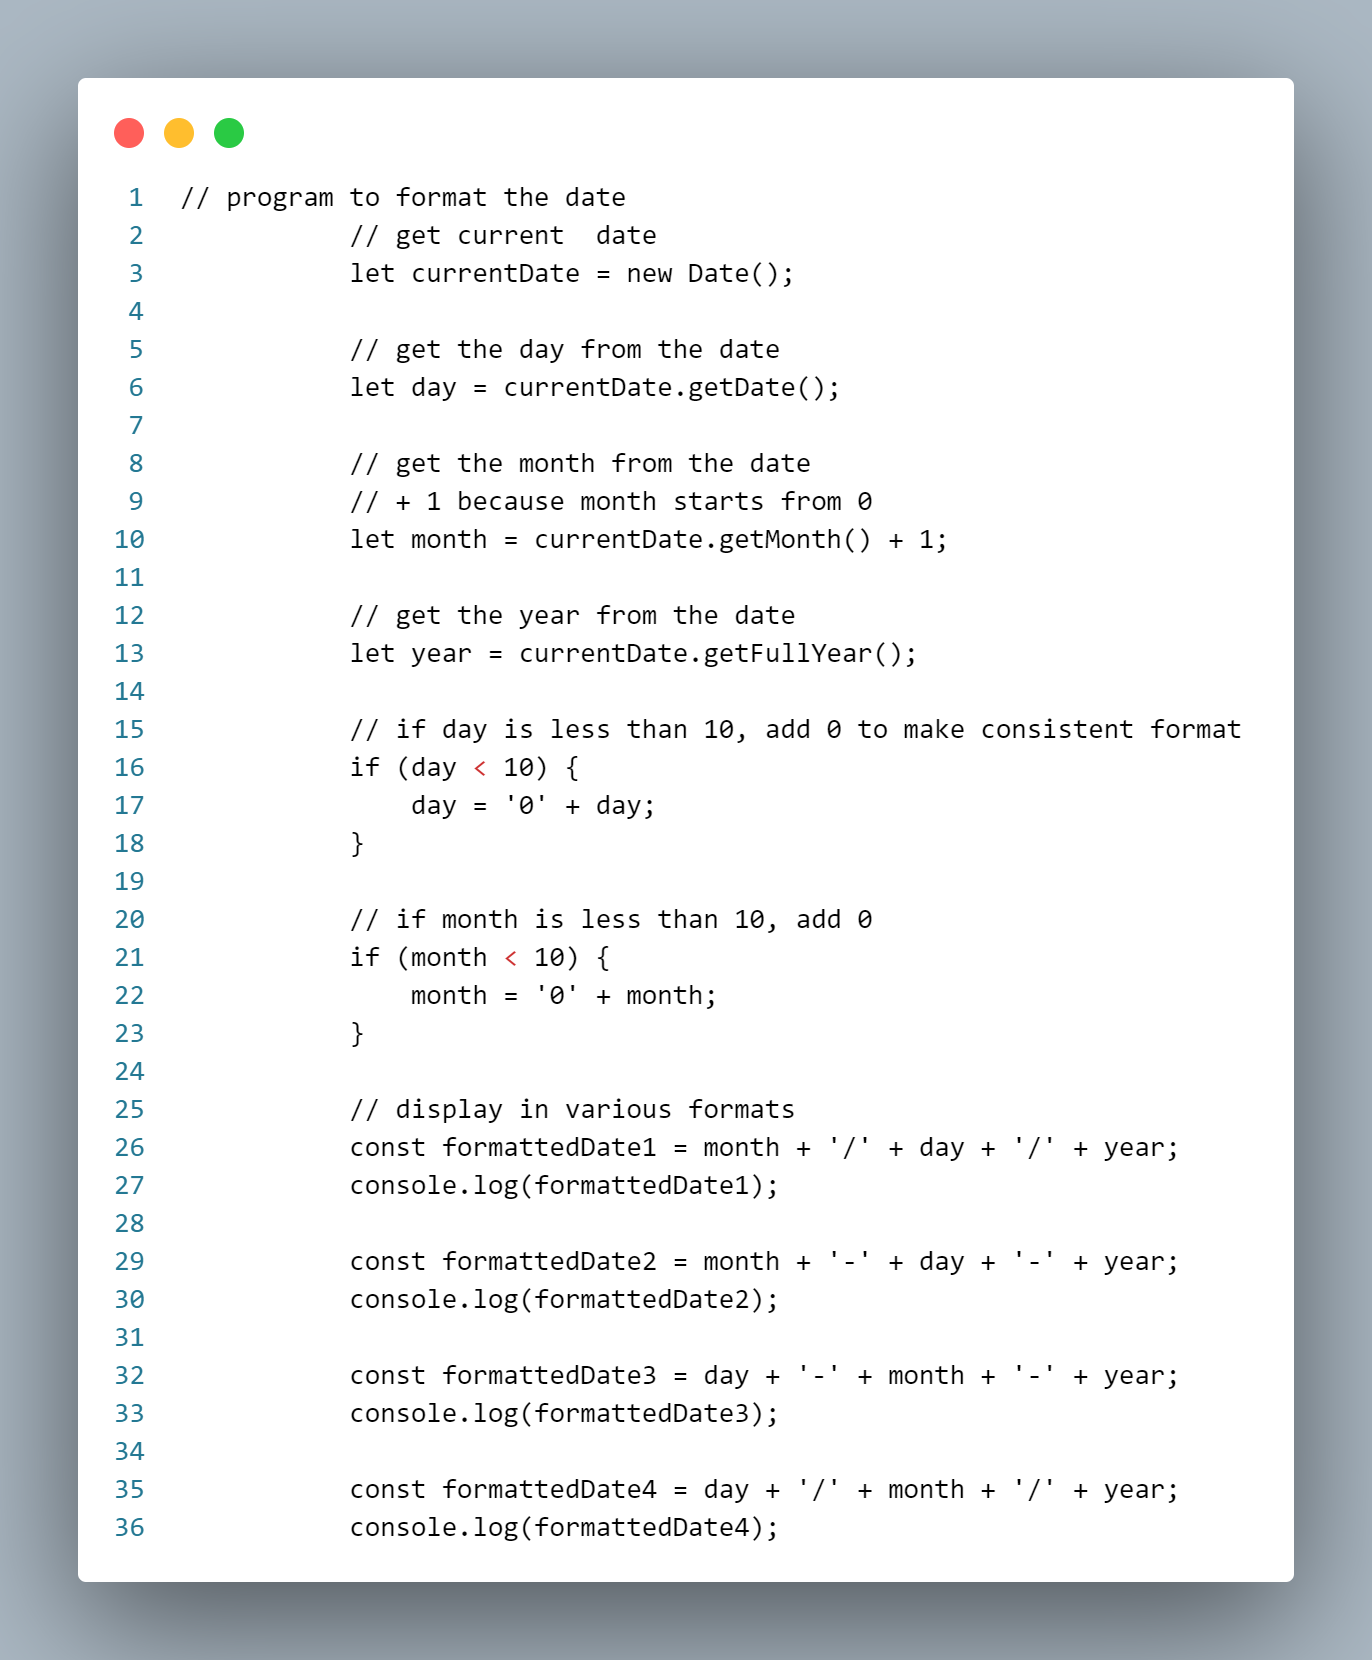 1 // program to format the date
2 // get current  date
3 let currentDate = new Date();
4
5 // get the day from the date
6 let day = currentDate.getDate();
7
8 // get the month from the date
9 // + 1 because month starts from 0
10 let month = currentDate.getMonth() + 1;
11
12 // get the year from the date
13 let year = currentDate.getFullYear();
14
15 // if day is less than 10, add 0 to make consistent format
16 if (day < 10) {
17     day = '0' + day;
18 }
19
20 // if month is less than 10, add 0
21 if (month < 10) {
22     month = '0' + month;
23 }
24
25 // display in various formats
26 const formattedDate1 = month + '/' + day + '/' + year;
27 console.log(formattedDate1);
28
29 const formattedDate2 = month + '-' + day + '-' + year;
30 console.log(formattedDate2);
31
32 const formattedDate3 = day + '-' + month + '-' + year;
33 console.log(formattedDate3);
34
35 const formattedDate4 = day + '/' + month + '/' + year;
36 console.log(formattedDate4);